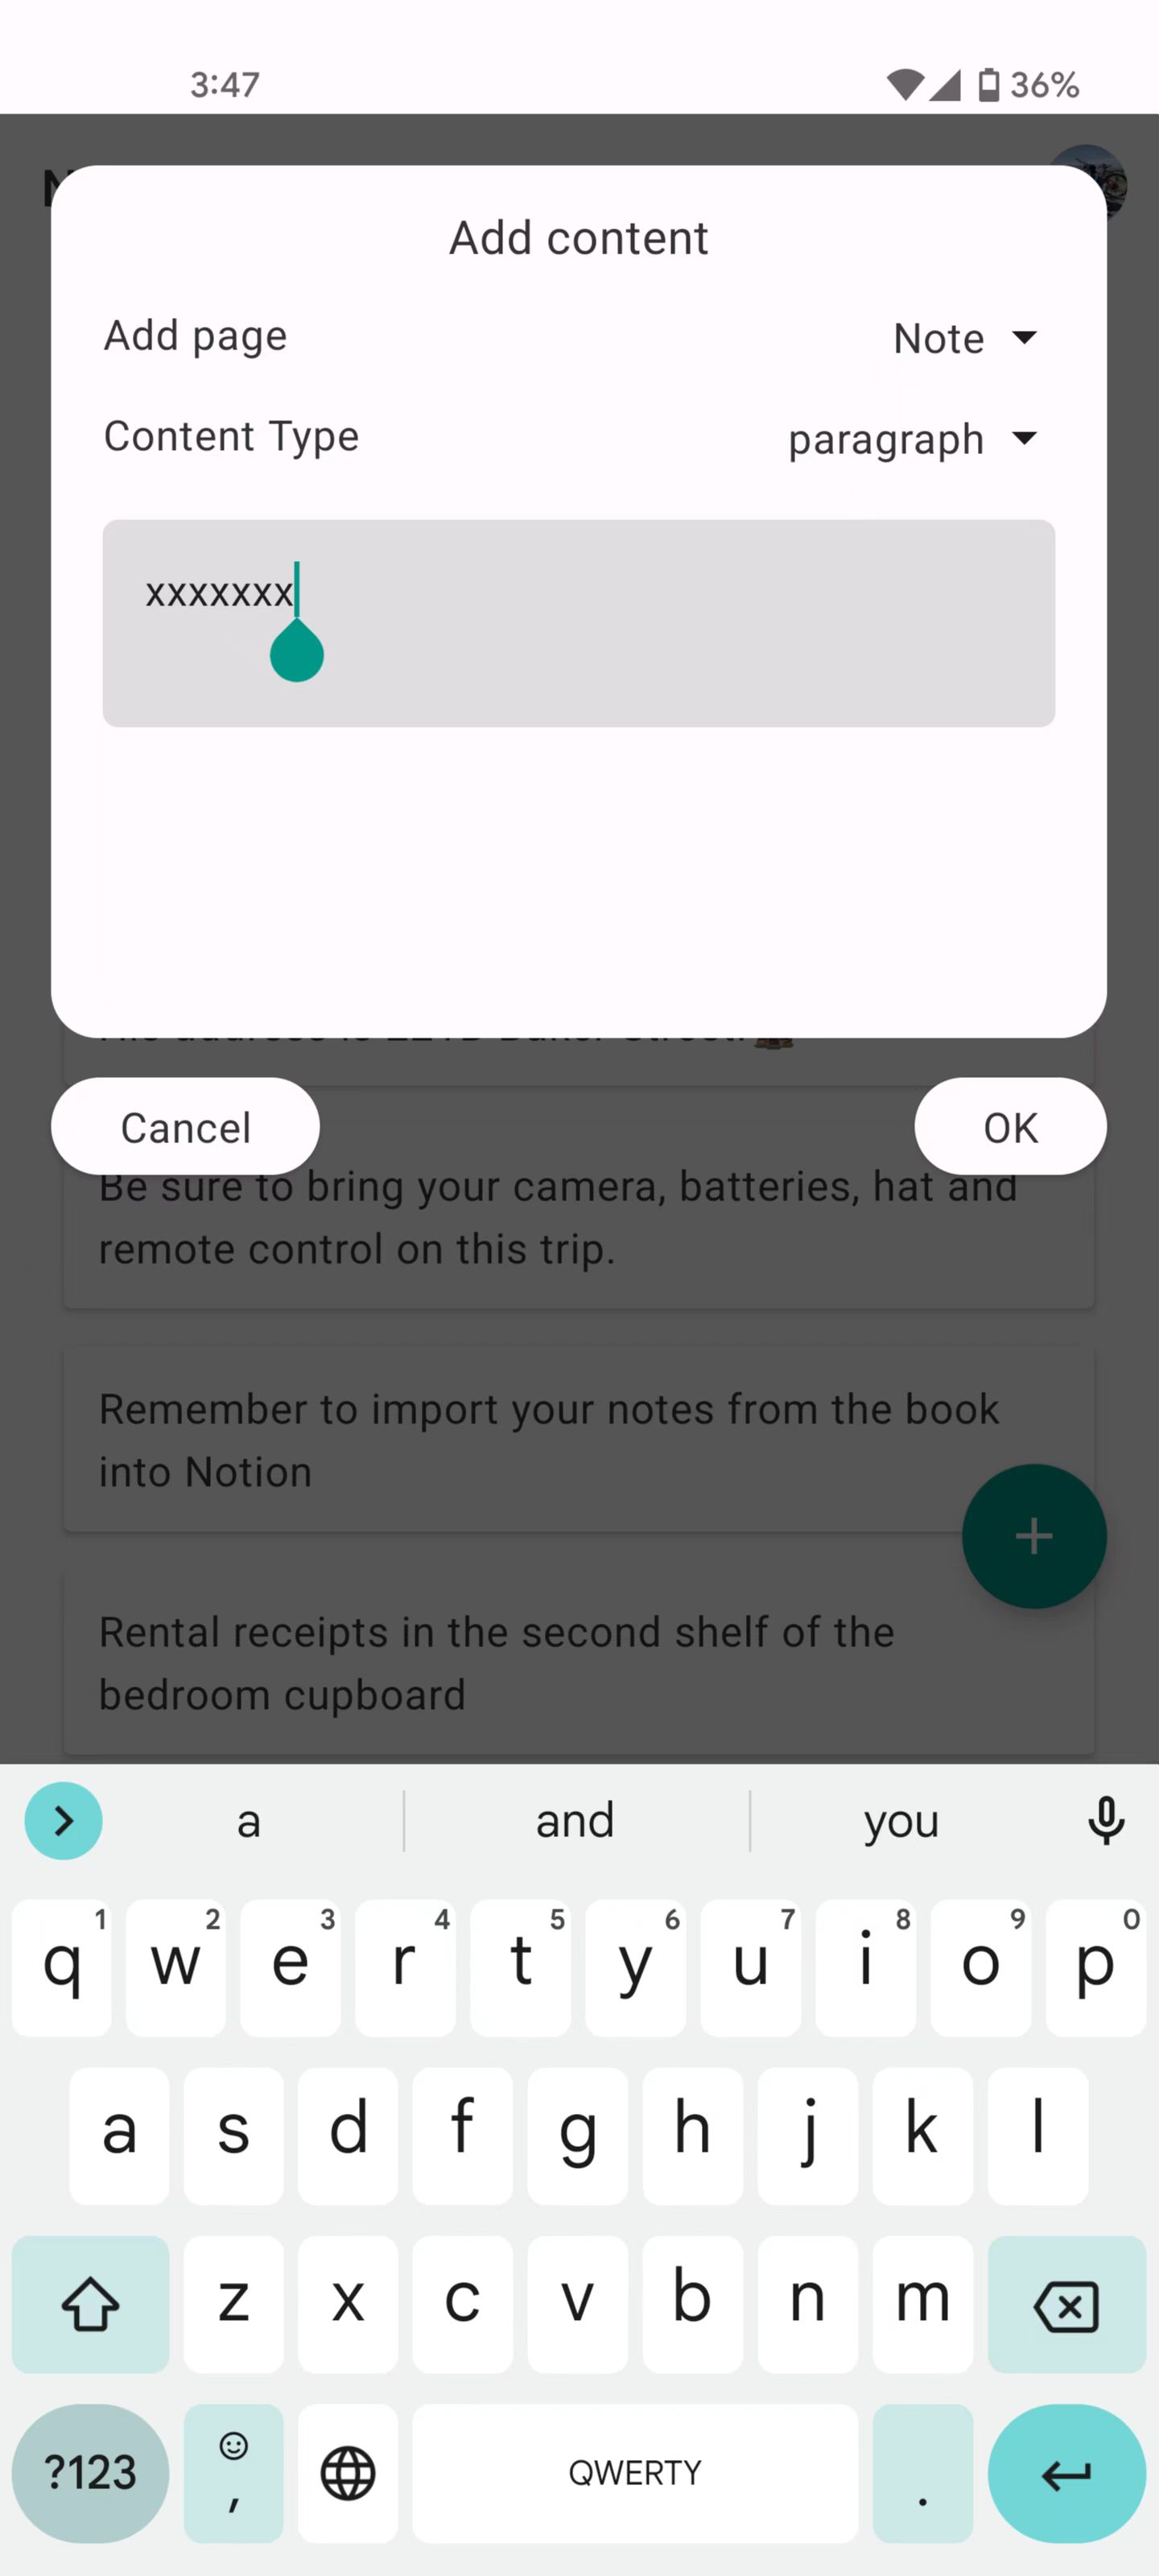 3:47
36%
N
Add content
Add page
Note
Content Type
paragraph
xxxxxxx
Cancel
OK
Be sure to bring your camera, batteries, hat and
remote control on this trip.
Remember to import your notes from the book
into Notion
+
Rental receipts in the second shelf of the
bedroom cupboard
a and you
1 2 3 4 5 6 7 8 9 0
q w e r t y u i o p
a s d f g h j k l
z x c v b n m
?123 , QWERTY .